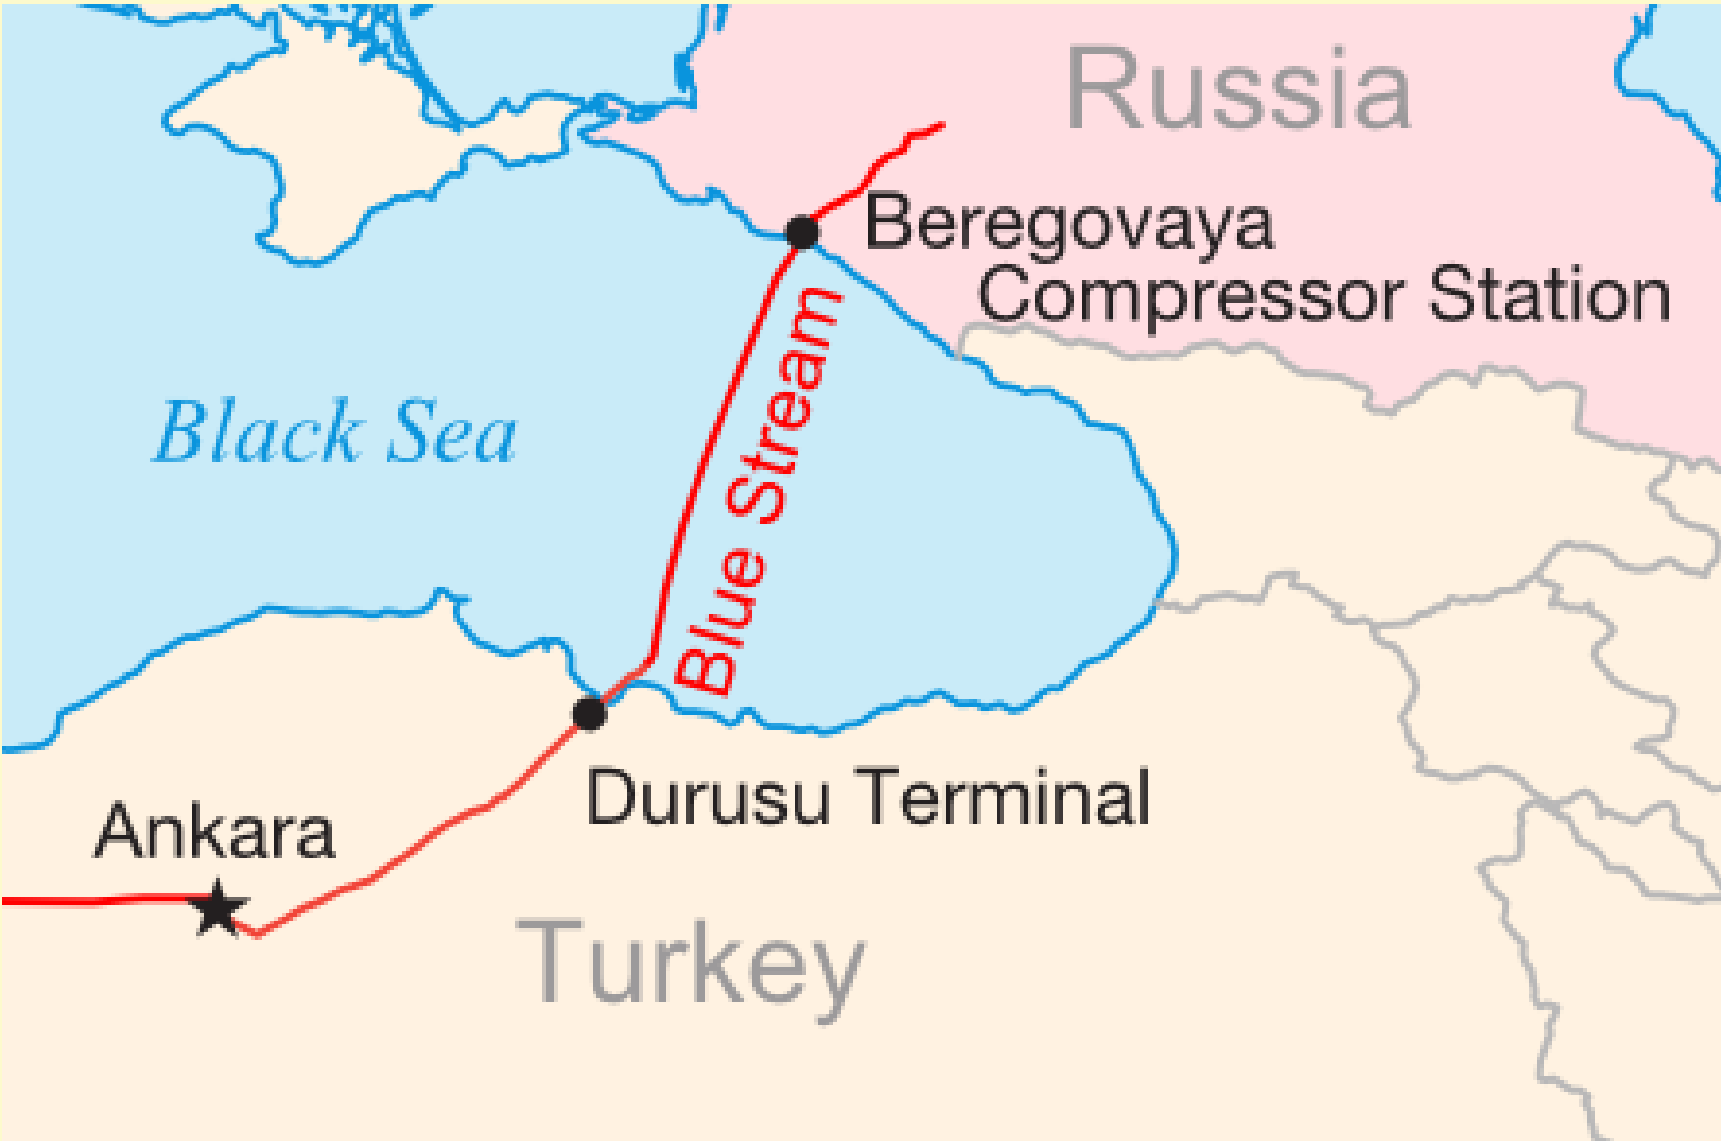 Russia
Beregovaya
Compressor Station
Black Sea
Blue Stream
Durusu Terminal
Ankara
Turkey